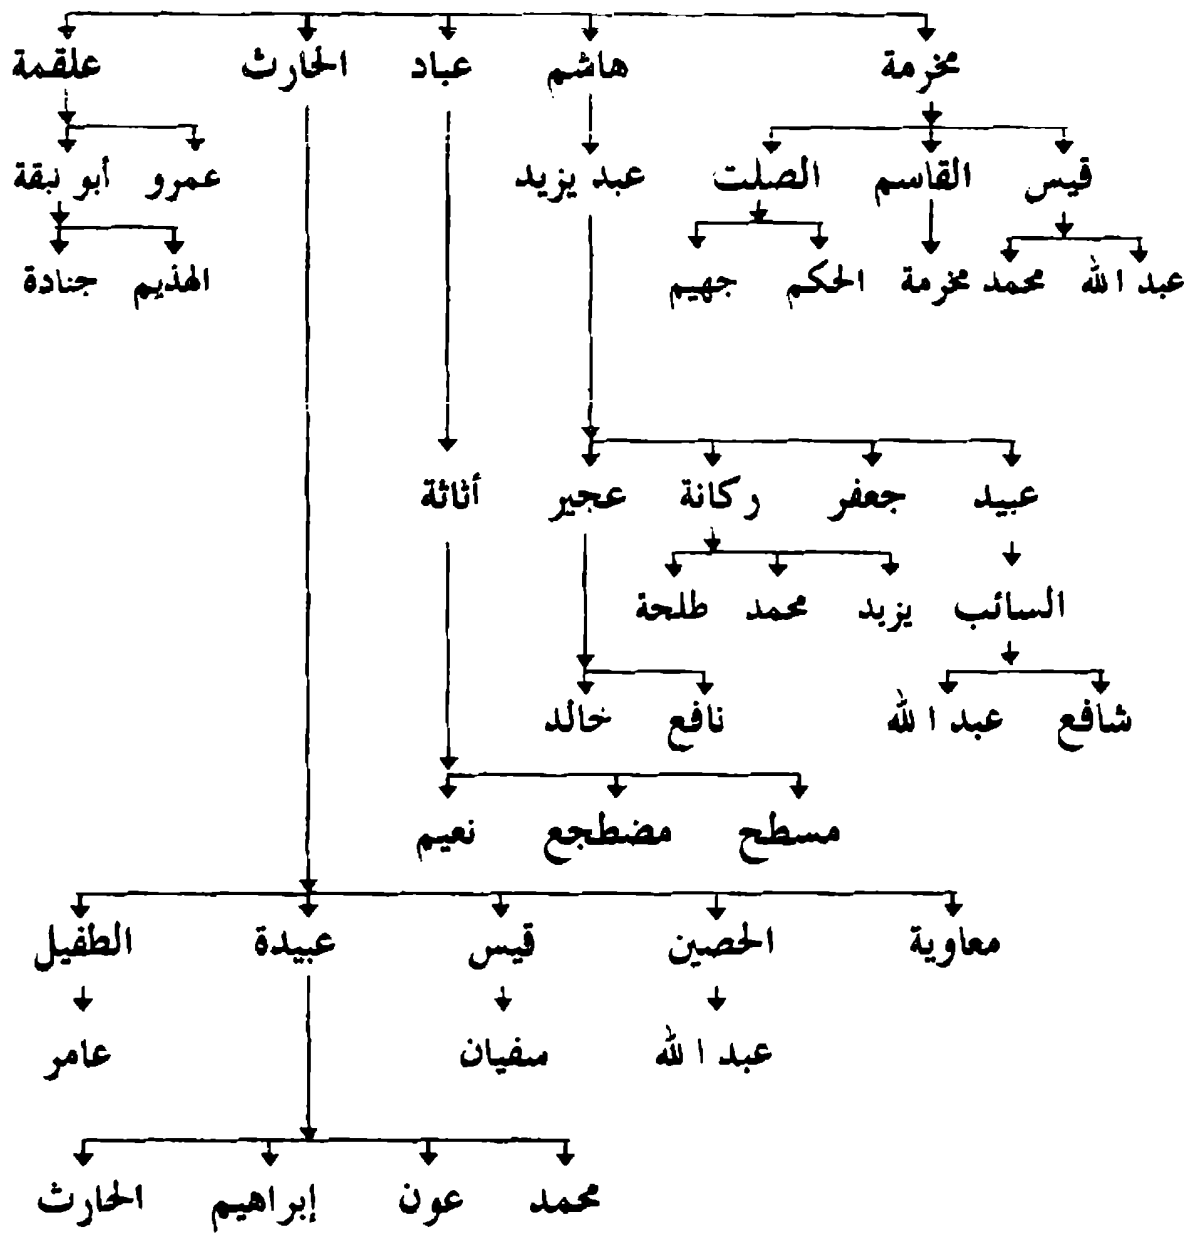 مخرمة هاشم عباد الحارث علقمة
قيس القاسم الصلت عبد يزيد عمرو أبو نبقة
عبد الله محمد مخرمة الحكم جهيم الهذيم جنادة
عبيد جعفر ركانة عجير أثاثة
السائب يزيد محمد طلحة
شافع عبد الله نافع خالد
مسطح مضطجع نعيم
معاوية الحصين قيس عبيدة الطفيل
عبد الله سفيان عامر
محمد عون إبراهيم الحارث